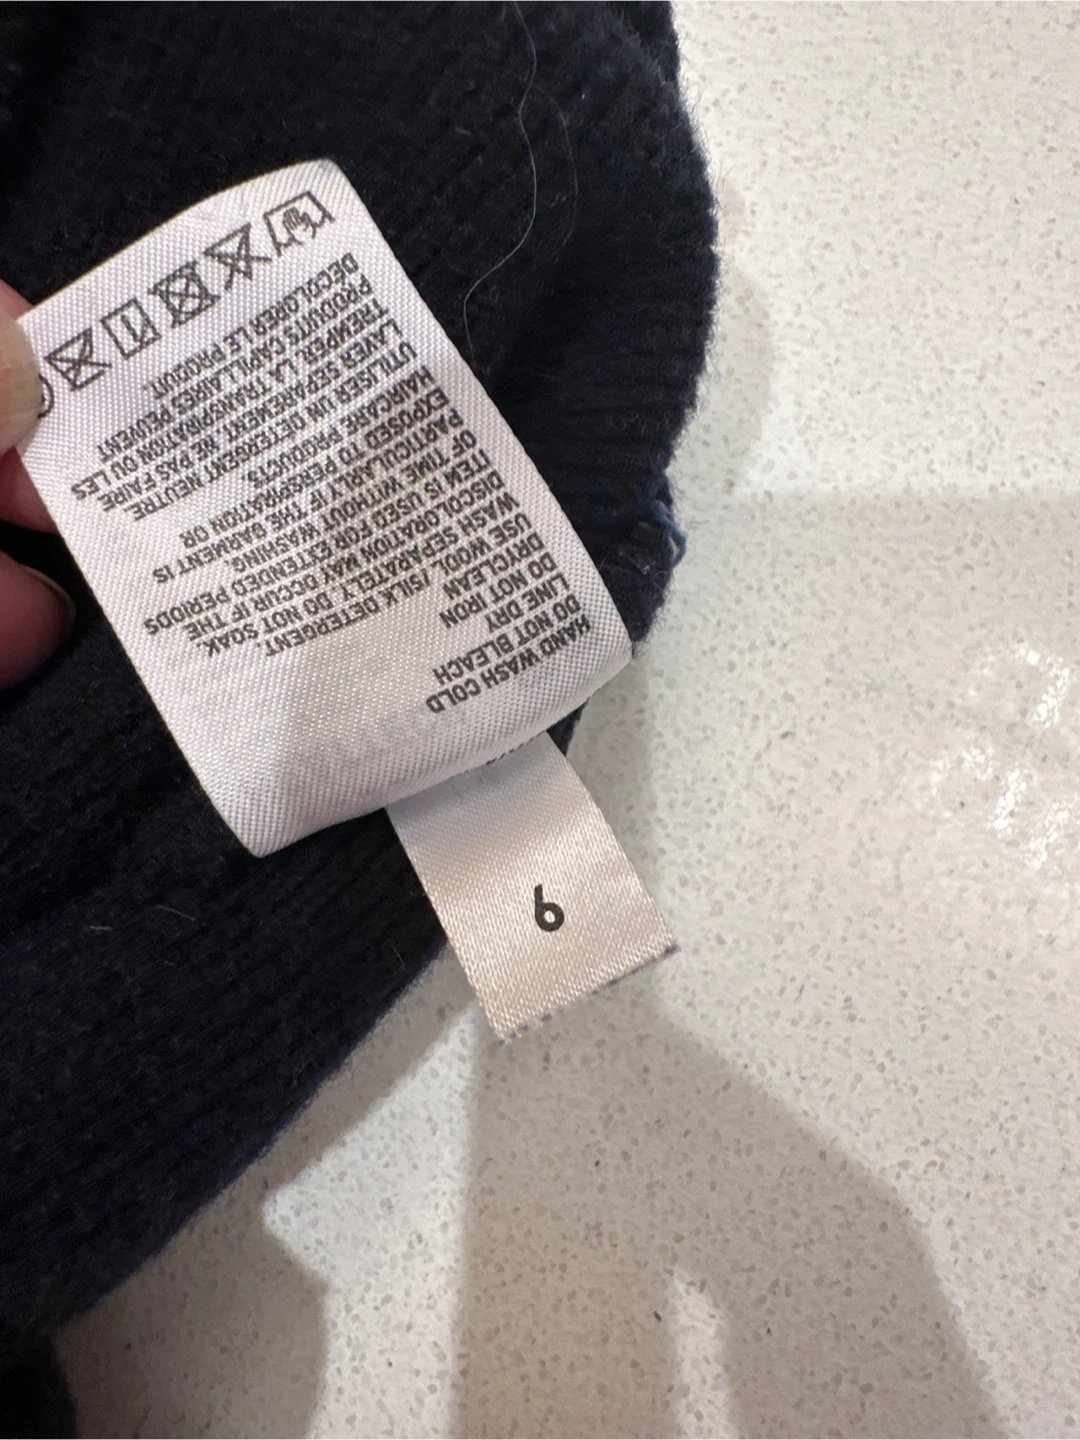 HAND WASH COLD
DO NOT BLEACH
LINE DRY
DO NOT IRON
DRYCLEAN
USE WOOL /SILK DETERGENT.
WASH SEPARATELY. DO NOT SOAK.
DISCOLORATION MAY OCCUR IF THE
ITEM IS USED FOR EXTENDED PERIODS
OF TIME WITHOUT WASHING.
PARTICULARLY IF THE GARMENT IS
EXPOSED TO PERSPIRATION OR
HAIRCARE PRODUCTS.
UTILISER UN DETERGENT NEUTRE
LAVER SEPAREMENT NE PAS FAIRE
TREMPER. LA TRANSPIRATION OU LES
PRODUITS CAPILLAIRES PEUVENT
DECOLORER LE PRODUIT.
6